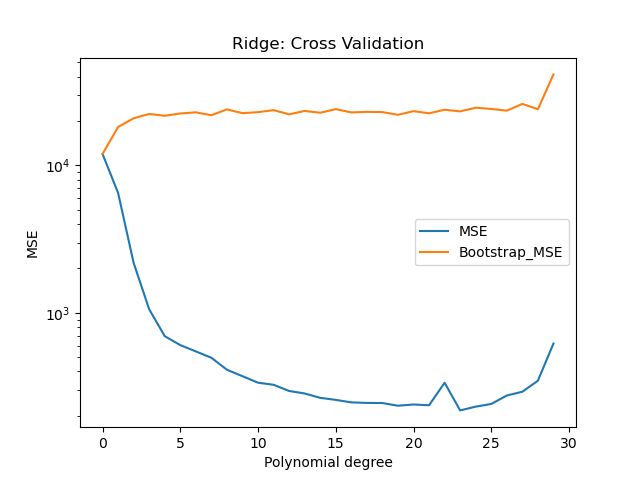 Ridge: Cross Validation
MSE
10^4
10^3
MSE
Bootstrap_MSE
0 5 10 15 20 25 30
Polynomial degree